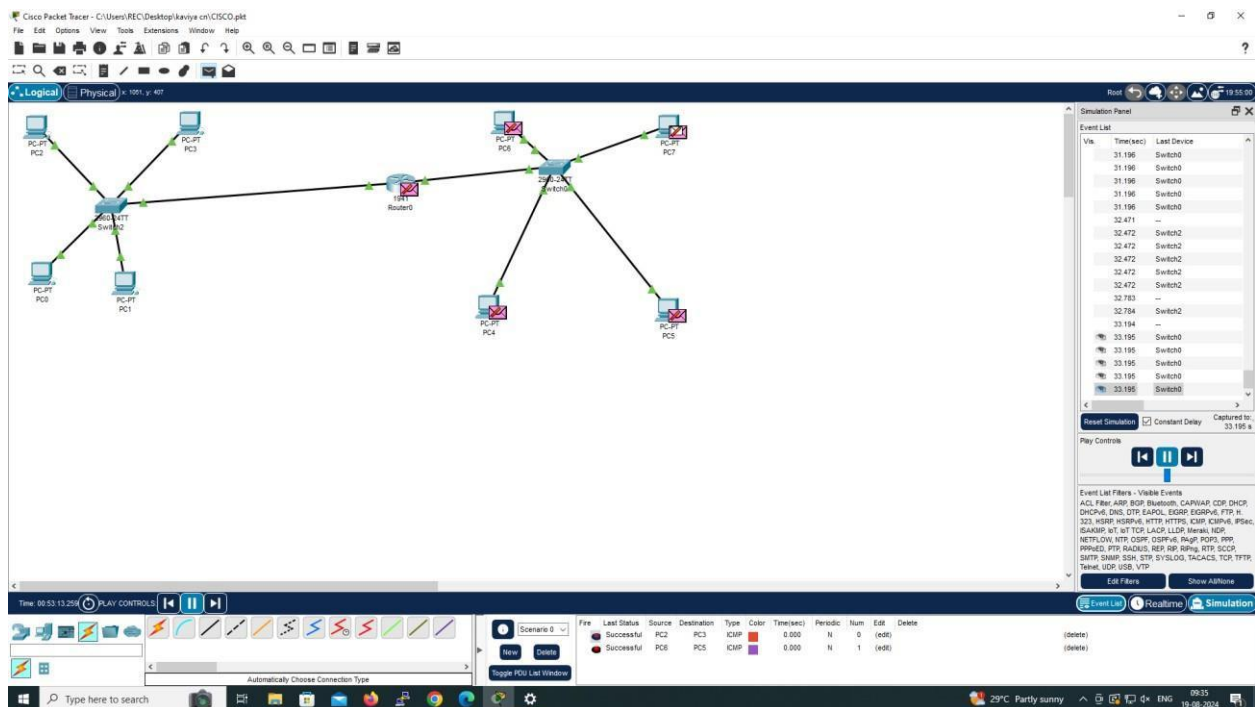 Cisco Packet Tracer - C:\Users\REC\Desktop\kaviya cn\CISCO.pkt
File Edit Options View Tools Extensions Window Help
Logical Physical x: 1051, y: 407
Root 19:55:00
PC-PT
PC2
PC-PT
PC3
PC-PT
PC6
PC-PT
PC7
2960-24TT
Switch2
1941
Router0
2960-24TT
Switch0
PC-PT
PC0
PC-PT
PC1
PC-PT
PC4
PC-PT
PC5
Simulation Panel
Event List
Vis. Time(sec) Last Device
31.196 Switch0
31.196 Switch0
31.196 Switch0
31.196 Switch0
31.196 Switch0
32.471 --
32.472 Switch2
32.472 Switch2
32.472 Switch2
32.472 Switch2
32.472 Switch2
32.783 --
32.784 Switch2
33.194 --
33.195 Switch0
33.195 Switch0
33.195 Switch0
33.195 Switch0
33.195 Switch0
Reset Simulation Constant Delay Captured to:
33.195 s
Play Controls
Event List Filters - Visible Events
ACL Filter, ARP, BGP, Bluetooth, CAPWAP, CDP, DHCP,
DHCPv6, DNS, DTP, EAPOL, EIGRP, EIGRPv6, FTP, H.
323, HSRP, HSRPv6, HTTP, HTTPS, ICMP, ICMPv6, IPSec,
ISAKMP, IoT, IoT TCP, LACP, LLDP, Meraki, NDP,
NETFLOW, NTP, OSPF, OSPFv6, PAgP, POP3, PPP,
PPPoED, PTP, RADIUS, REP, RIP, RIPng, RTP, SCCP,
SMTP, SNMP, SSH, STP, SYSLOG, TACACS, TCP, TFTP,
Telnet, UDP, USB, VTP
Edit Filters Show All/None
Time: 00:53:13.259 PLAY CONTROLS:
Event List Realtime Simulation
Scenario 0
New Delete
Toggle PDU List Window
Fire Last Status Source Destination Type Color Time(sec) Periodic Num Edit Delete
Successful PC2 PC3 ICMP 0.000 N 0 (edit) (delete)
Successful PC6 PC5 ICMP 0.000 N 1 (edit) (delete)
Automatically Choose Connection Type
Type here to search
29°C Partly sunny ENG 09:35
19-08-2024